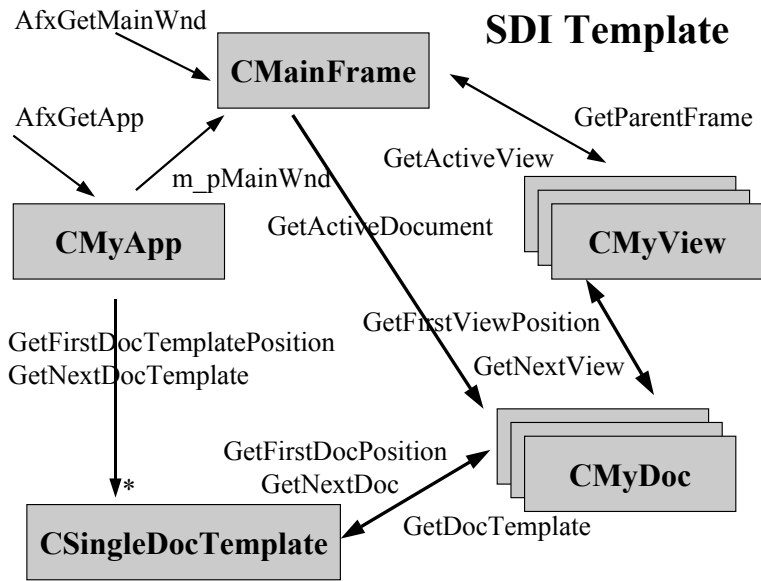 AfxGetMainWnd
SDI Template
CMainFrame
AfxGetApp
GetParentFrame
GetActiveView
m_pMainWnd
GetActiveDocument
CMyApp
CMyView
GetFirstViewPosition
GetFirstDocTemplatePosition
GetNextDocTemplate
GetNextView
GetFirstDocPosition
GetNextDoc
CMyDoc
*
GetDocTemplate
CSingleDocTemplate